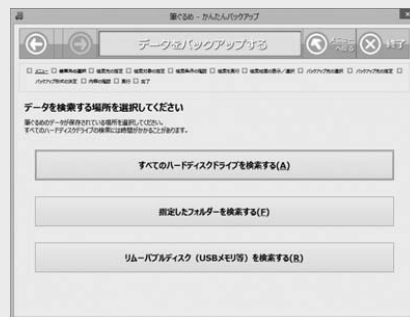 筆ぐるめ - かんたんバックアップ
データをバックアップする
メニューへ戻る
終了
データを検索する場所を選択してください
筆ぐるめのデータが保存されている場所を選択してください。
すべてのハードディスクドライブの検索には時間がかかることがあります。
すべてのハードディスクドライブを検索する(A)
指定したフォルダーを検索する(F)
リムーバブルディスク（USBメモリ等）を検索する(R)